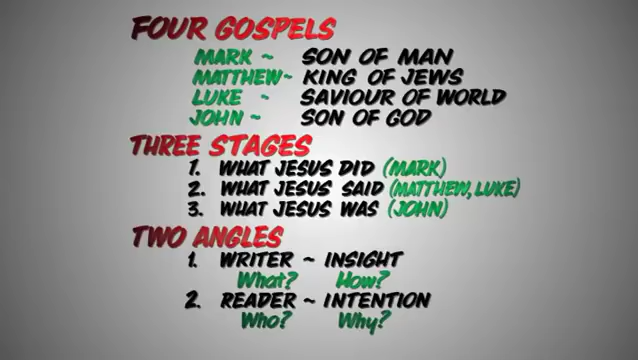 FOUR GOSPELS
MARK ~ SON OF MAN
MATTHEW ~ KING OF JEWS
LUKE ~ SAVIOUR OF WORLD
JOHN ~ SON OF GOD
THREE STAGES
1. WHAT JESUS DID (MARK)
2. WHAT JESUS SAID (MATTHEW, LUKE)
3. WHAT JESUS WAS (JOHN)
TWO ANGLES
1. WRITER ~ INSIGHT
What? How?
2. READER ~ INTENTION
Who? Why?